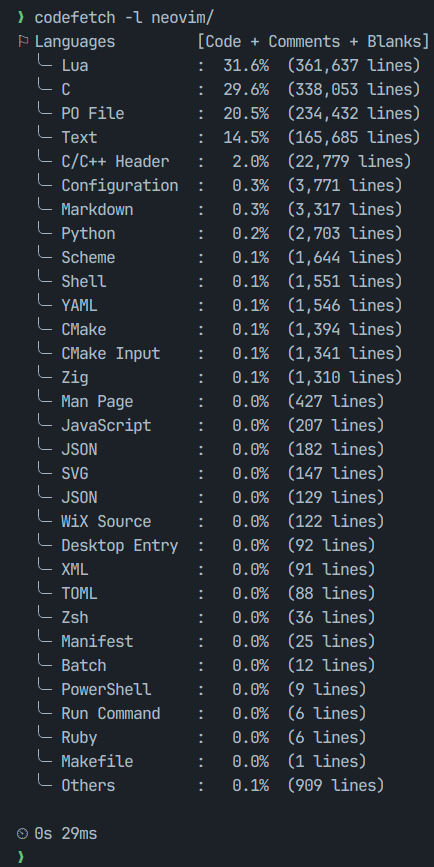 ❯ codefetch -l neovim/
⚐ Languages [Code + Comments + Blanks]
╰─ Lua : 31.6% (361,637 lines)
╰─ C : 29.6% (338,053 lines)
╰─ PO File : 20.5% (234,432 lines)
╰─ Text : 14.5% (165,685 lines)
╰─ C/C++ Header : 2.0% (22,779 lines)
╰─ Configuration : 0.3% (3,771 lines)
╰─ Markdown : 0.3% (3,317 lines)
╰─ Python : 0.2% (2,703 lines)
╰─ Scheme : 0.1% (1,644 lines)
╰─ Shell : 0.1% (1,551 lines)
╰─ YAML : 0.1% (1,546 lines)
╰─ CMake : 0.1% (1,394 lines)
╰─ CMake Input : 0.1% (1,341 lines)
╰─ Zig : 0.1% (1,310 lines)
╰─ Man Page : 0.0% (427 lines)
╰─ JavaScript : 0.0% (207 lines)
╰─ JSON : 0.0% (182 lines)
╰─ SVG : 0.0% (147 lines)
╰─ JSON : 0.0% (129 lines)
╰─ WiX Source : 0.0% (122 lines)
╰─ Desktop Entry : 0.0% (92 lines)
╰─ XML : 0.0% (91 lines)
╰─ TOML : 0.0% (88 lines)
╰─ Zsh : 0.0% (36 lines)
╰─ Manifest : 0.0% (25 lines)
╰─ Batch : 0.0% (12 lines)
╰─ PowerShell : 0.0% (9 lines)
╰─ Run Command : 0.0% (6 lines)
╰─ Ruby : 0.0% (6 lines)
╰─ Makefile : 0.0% (1 lines)
╰─ Others : 0.1% (909 lines)
⏲ 0s 29ms
❯